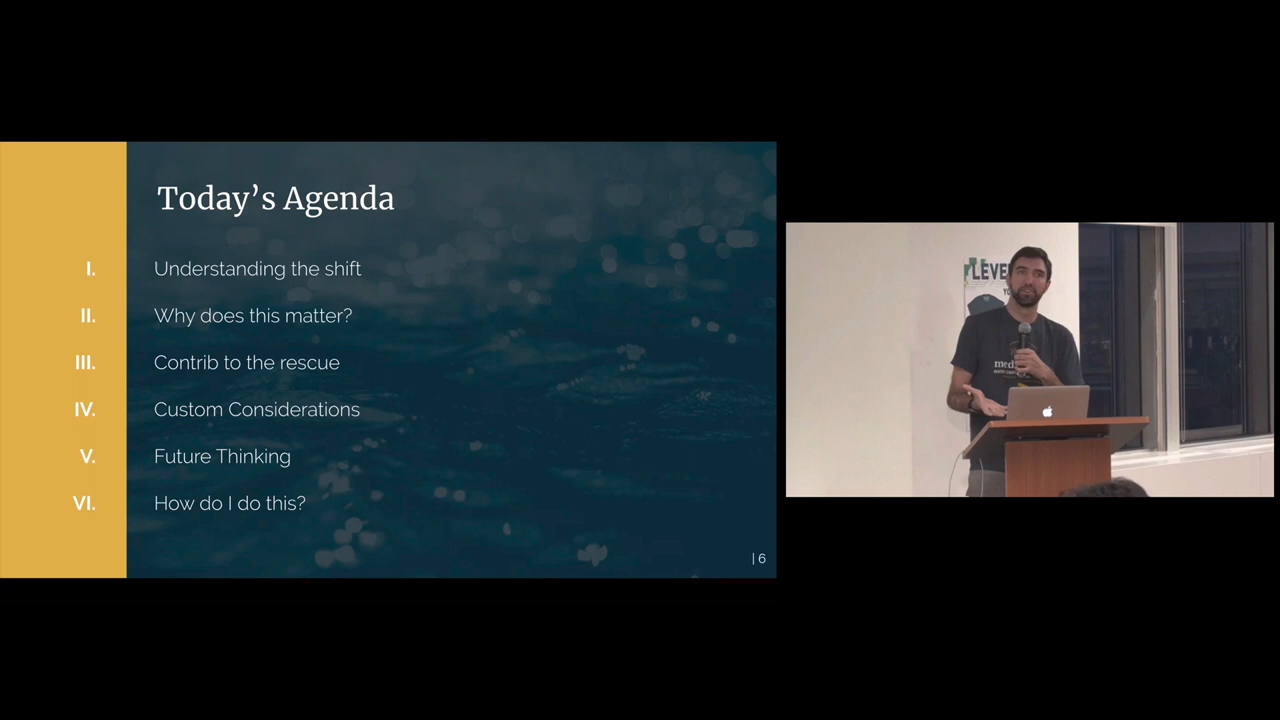 Today's Agenda
I. Understanding the shift
II. Why does this matter?
III. Contrib to the rescue
IV. Custom Considerations
V. Future Thinking
VI. How do I do this?
| 6
LEVE